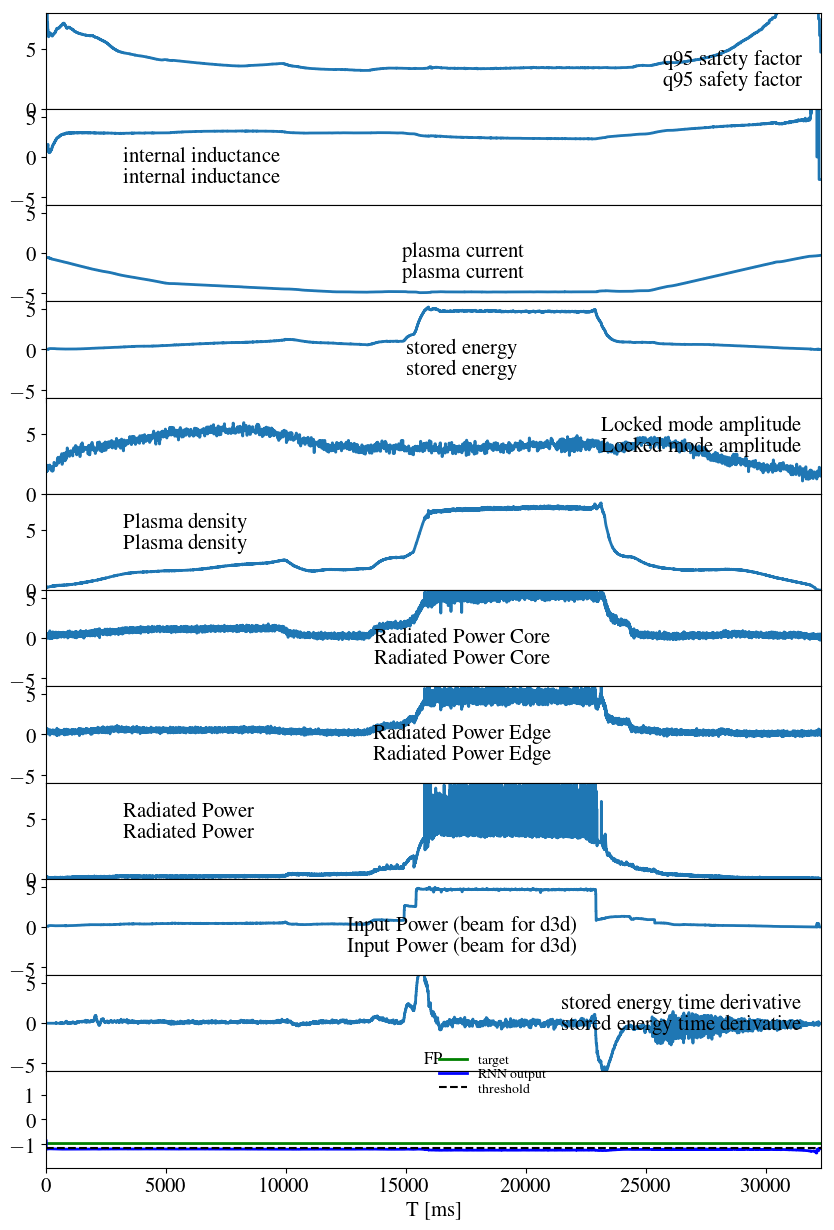 5
q95 safety factor
q95 safety factor
0
5
0
internal inductance
internal inductance
−5
5
0
plasma current
plasma current
−5
5
0
stored energy
stored energy
−5
5
Locked mode amplitude
Locked mode amplitude
0
5
Plasma density
Plasma density
0
5
0
Radiated Power Core
Radiated Power Core
−5
5
0
Radiated Power Edge
Radiated Power Edge
−5
5
Radiated Power
Radiated Power
0
5
0
Input Power (beam for d3d)
Input Power (beam for d3d)
−5
5
0
stored energy time derivative
stored energy time derivative
−5
FP
target
RNN output
threshold
1
0
−1
0 5000 10000 15000 20000 25000 30000
T [ms]